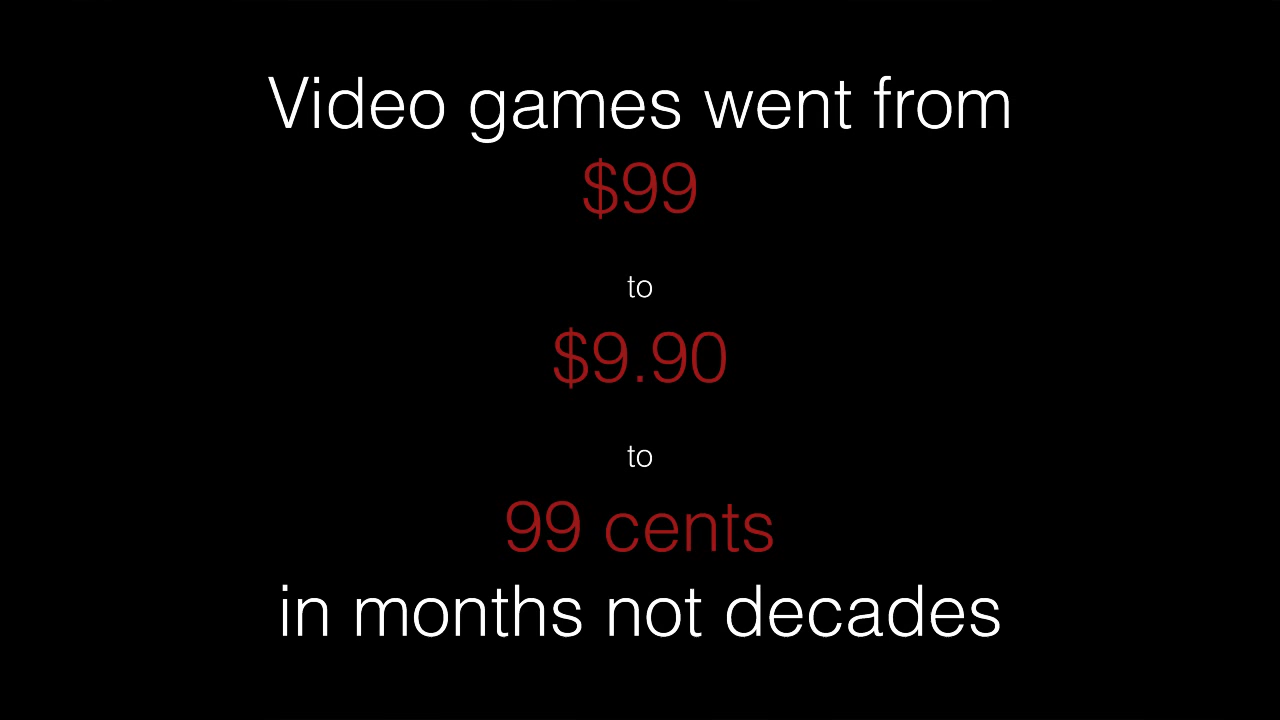 Video games went from
$99
to
$9.90
to
99 cents
in months not decades